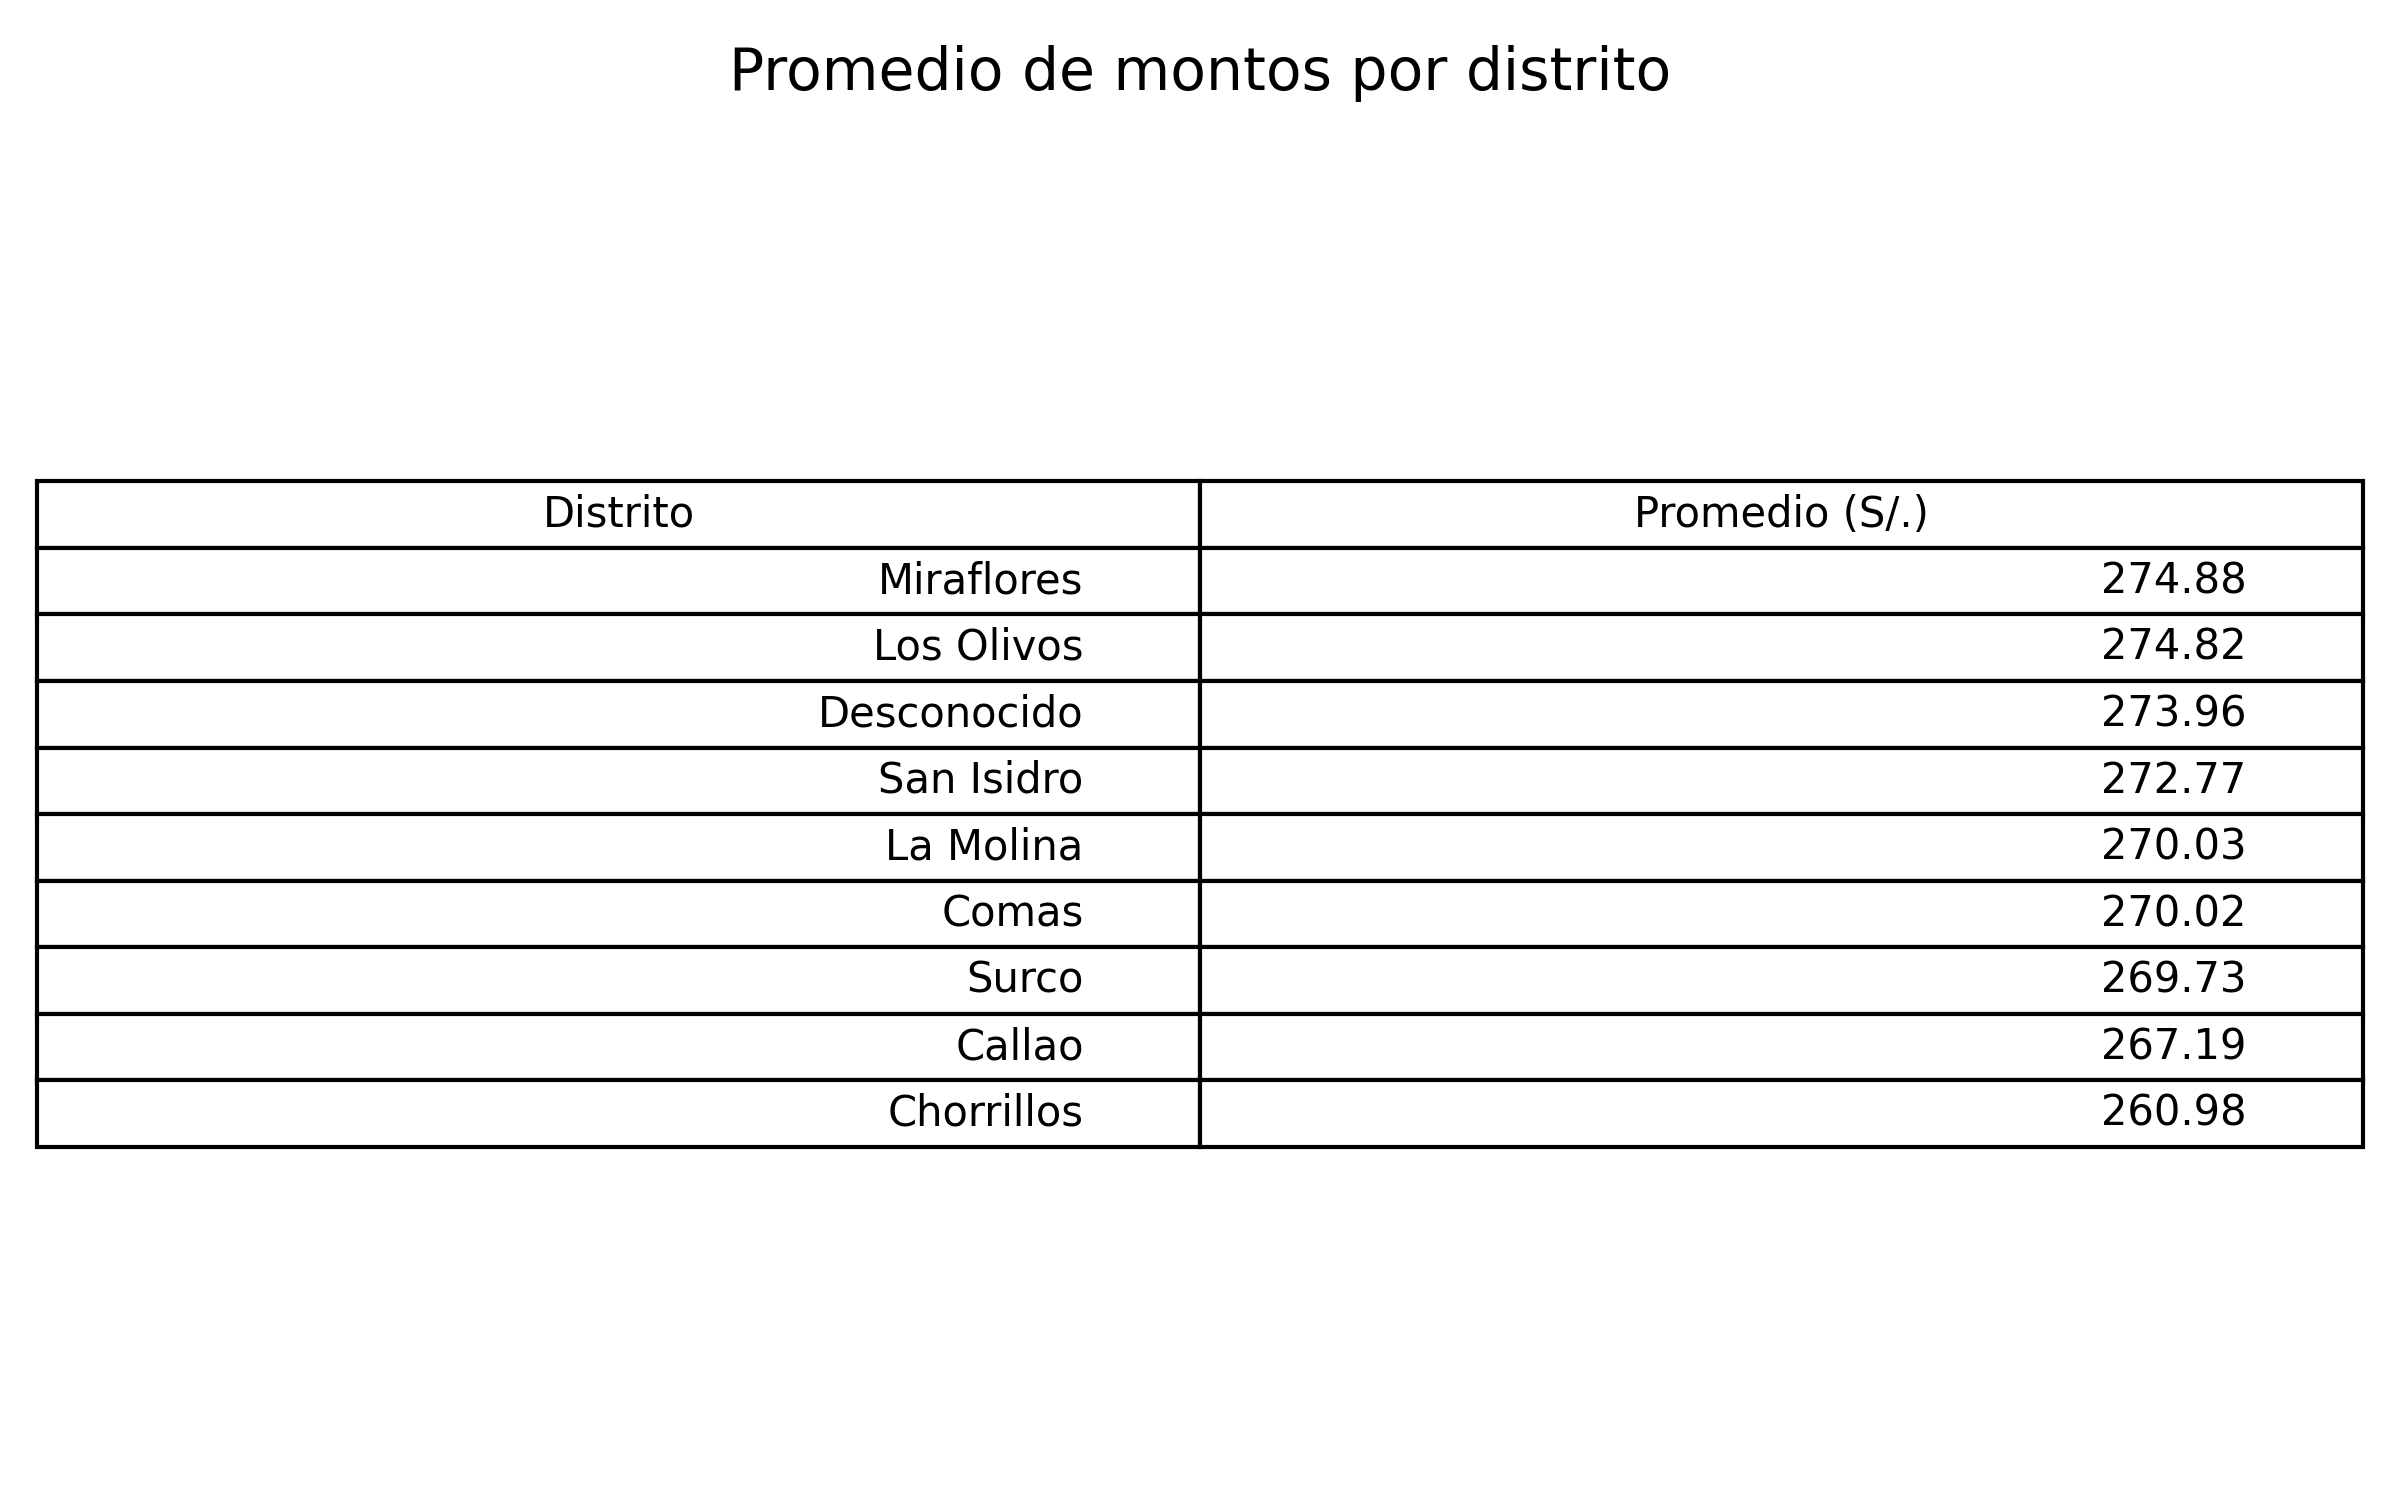 Promedio de montos por distrito
Distrito Promedio (S/.)
Miraflores 274.88
Los Olivos 274.82
Desconocido 273.96
San Isidro 272.77
La Molina 270.03
Comas 270.02
Surco 269.73
Callao 267.19
Chorrillos 260.98